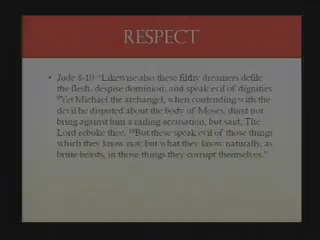 RESPECT
• Jude 8-10 "Likewise also these filthy dreamers defile
the flesh, despise dominion, and speak evil of dignities.
⁹Yet Michael the archangel, when contending with the
devil he disputed about the body of Moses, durst not
bring against him a railing accusation, but said, The
Lord rebuke thee. ¹⁰But these speak evil of those things
which they know not: but what they know naturally, as
brute beasts, in those things they corrupt themselves."